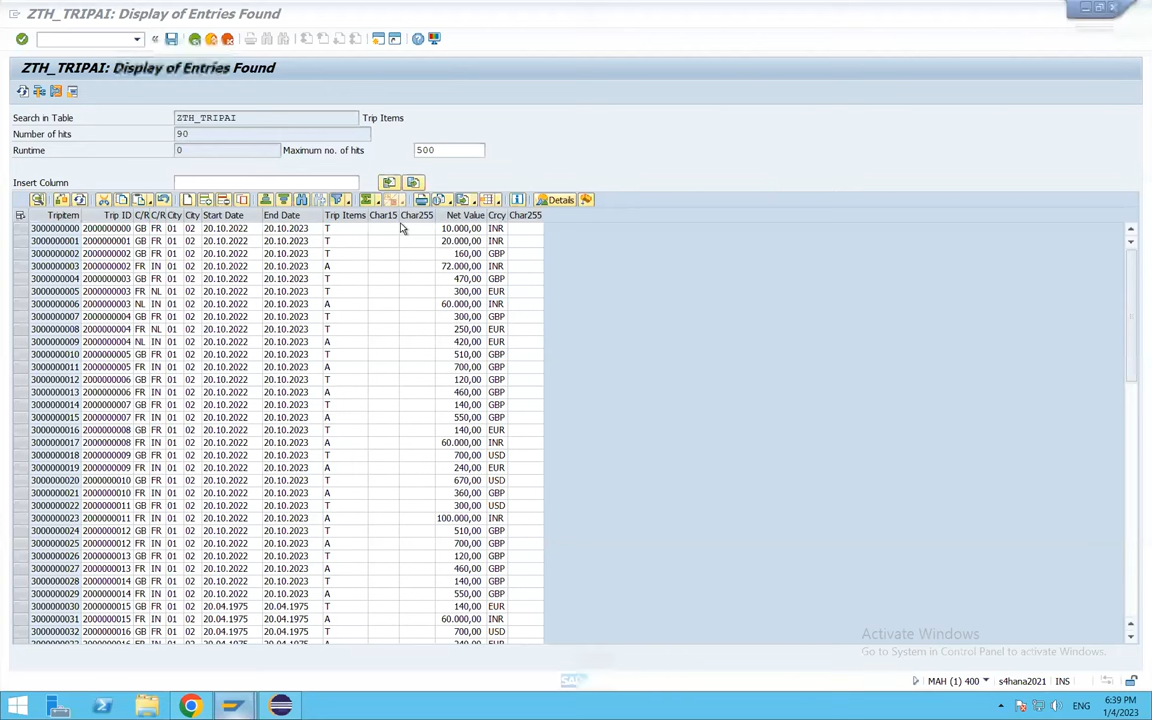 ZTH_TRIPAI: Display of Entries Found
ZTH_TRIPAI: Display of Entries Found
Search in Table ZTH_TRIPAI Trip Items
Number of hits 90
Runtime 0 Maximum no. of hits 500
Insert Column
Details
Tripitem Trip ID C/R C/R City City Start Date End Date Trip Items Char15 Char255 Net Value Crcy Char255
3000000000 2000000000 GB FR 01 02 20.10.2022 20.10.2023 T 10.000,00 INR
3000000001 2000000001 GB FR 01 02 20.10.2022 20.10.2023 T 20.000,00 INR
3000000002 2000000002 GB FR 01 02 20.10.2022 20.10.2023 T 160,00 GBP
3000000003 2000000002 FR IN 01 02 20.10.2022 20.10.2023 A 72.000,00 INR
3000000004 2000000003 GB FR 01 02 20.10.2022 20.10.2023 T 470,00 GBP
3000000005 2000000003 FR NL 01 02 20.10.2022 20.10.2023 T 300,00 EUR
3000000006 2000000003 NL IN 01 02 20.10.2022 20.10.2023 A 60.000,00 INR
3000000007 2000000004 GB FR 01 02 20.10.2022 20.10.2023 T 300,00 GBP
3000000008 2000000004 FR NL 01 02 20.10.2022 20.10.2023 T 250,00 EUR
3000000009 2000000004 NL IN 01 02 20.10.2022 20.10.2023 A 420,00 EUR
3000000010 2000000005 GB FR 01 02 20.10.2022 20.10.2023 T 510,00 GBP
3000000011 2000000005 FR IN 01 02 20.10.2022 20.10.2023 A 700,00 GBP
3000000012 2000000006 GB FR 01 02 20.10.2022 20.10.2023 T 120,00 GBP
3000000013 2000000006 FR IN 01 02 20.10.2022 20.10.2023 A 460,00 GBP
3000000014 2000000007 GB FR 01 02 20.10.2022 20.10.2023 T 140,00 GBP
3000000015 2000000007 FR IN 01 02 20.10.2022 20.10.2023 A 550,00 GBP
3000000016 2000000008 GB FR 01 02 20.10.2022 20.10.2023 T 140,00 EUR
3000000017 2000000008 FR IN 01 02 20.10.2022 20.10.2023 A 60.000,00 INR
3000000018 2000000009 GB FR 01 02 20.10.2022 20.10.2023 T 700,00 USD
3000000019 2000000009 FR IN 01 02 20.10.2022 20.10.2023 A 240,00 EUR
3000000020 2000000010 GB FR 01 02 20.10.2022 20.10.2023 T 670,00 USD
3000000021 2000000010 FR IN 01 02 20.10.2022 20.10.2023 A 360,00 GBP
3000000022 2000000011 GB FR 01 02 20.10.2022 20.10.2023 T 300,00 USD
3000000023 2000000011 FR IN 01 02 20.10.2022 20.10.2023 A 100.000,00 INR
3000000024 2000000012 GB FR 01 02 20.10.2022 20.10.2023 T 510,00 GBP
3000000025 2000000012 FR IN 01 02 20.10.2022 20.10.2023 A 700,00 GBP
3000000026 2000000013 GB FR 01 02 20.10.2022 20.10.2023 T 120,00 GBP
3000000027 2000000013 FR IN 01 02 20.10.2022 20.10.2023 A 460,00 GBP
3000000028 2000000014 GB FR 01 02 20.10.2022 20.10.2023 T 140,00 GBP
3000000029 2000000014 FR IN 01 02 20.10.2022 20.10.2023 A 550,00 GBP
3000000030 2000000015 GB FR 01 02 20.04.1975 20.04.1975 T 140,00 EUR
3000000031 2000000015 FR IN 01 02 20.04.1975 20.04.1975 A 60.000,00 INR
3000000032 2000000016 GB FR 01 02 20.04.1975 20.04.1975 T 700,00 USD
Activate Windows
Go to System in Control Panel to activate Windows.
SAP
MAH (1) 400 s4hana2021 INS
ENG 6:39 PM
1/4/2023